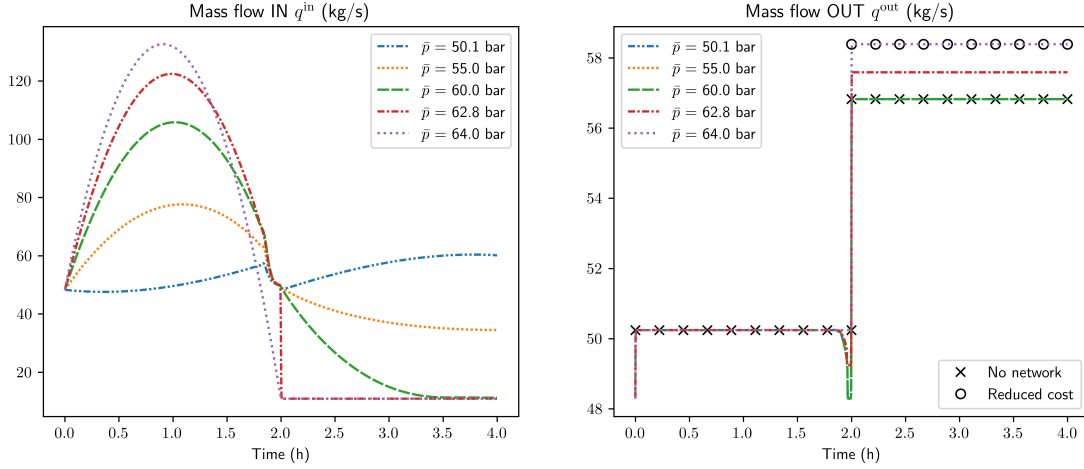 Mass flow IN q^in (kg/s)
120
100
80
60
40
20
0.0 0.5 1.0 1.5 2.0 2.5 3.0 3.5 4.0
Time (h)
p̄ = 50.1 bar
p̄ = 55.0 bar
p̄ = 60.0 bar
p̄ = 62.8 bar
p̄ = 64.0 bar
Mass flow OUT q^out (kg/s)
58
56
54
52
50
48
0.0 0.5 1.0 1.5 2.0 2.5 3.0 3.5 4.0
Time (h)
p̄ = 50.1 bar
p̄ = 55.0 bar
p̄ = 60.0 bar
p̄ = 62.8 bar
p̄ = 64.0 bar
No network
Reduced cost